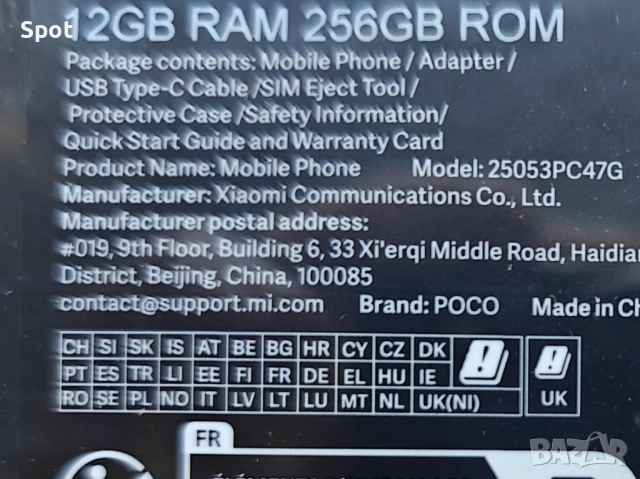 Spot
12GB RAM 256GB ROM
Package contents: Mobile Phone / Adapter /
USB Type-C Cable /SIM Eject Tool /
Protective Case /Safety Information/
Quick Start Guide and Warranty Card
Product Name: Mobile Phone Model: 25053PC47G
Manufacturer: Xiaomi Communications Co., Ltd.
Manufacturer postal address:
#019, 9th Floor, Building 6, 33 Xi'erqi Middle Road, Haidian
District, Beijing, China, 100085
contact@support.mi.com Brand: POCO Made in Ch
CH SI SK IS AT BE BG HR CY CZ DK
PT ES TR LI EE FI FR DE EL HU IE
RO SE PL NO IT LV LT LU MT NL UK(NI) UK
FR
bazar.bg